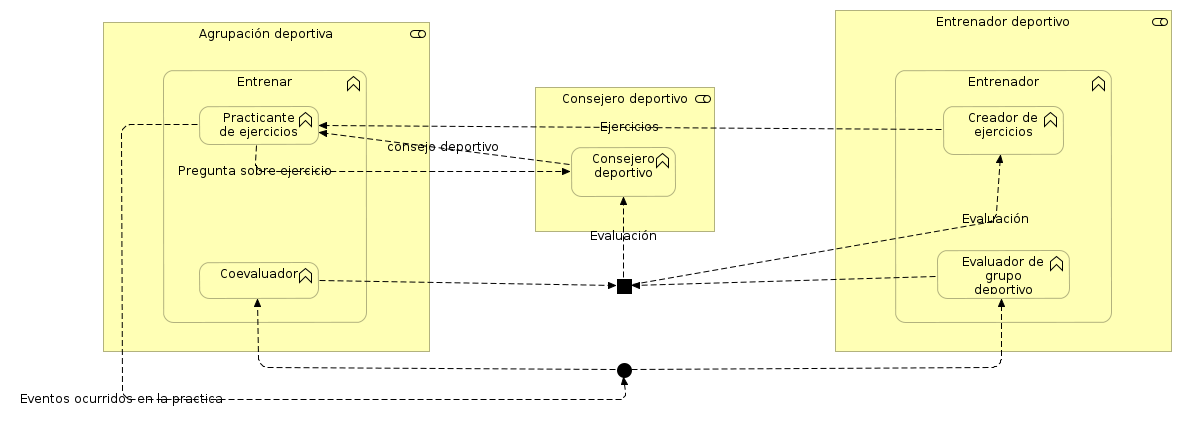 Agrupación deportiva
Entrenador deportivo
Entrenar
Entrenador
Consejero deportivo
Practicante
de ejercicios
Ejercicios
Creador de
ejercicios
consejo deportivo
Consejero
deportivo
Pregunta sobre ejercicio
Evaluación
Evaluación
Coevaluador
Evaluador de
grupo
deportivo
Eventos ocurridos en la practica